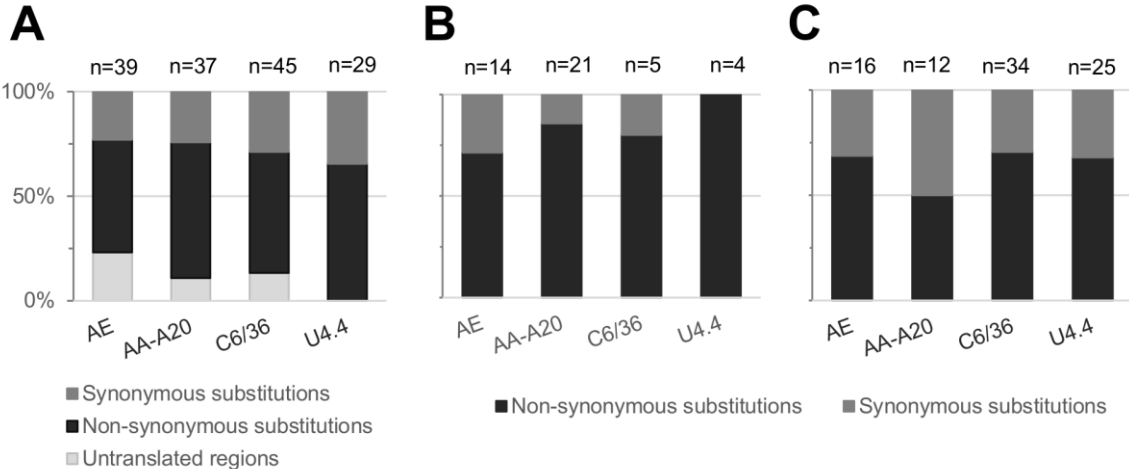 A
n=39 n=37 n=45 n=29
100%
50%
0%
AE AA-A20 C6/36 U4.4
Synonymous substitutions
Non-synonymous substitutions
Untranslated regions
B
n=14 n=21 n=5 n=4
AE AA-A20 C6/36 U4.4
C
n=16 n=12 n=34 n=25
AE AA-A20 C6/36 U4.4
Non-synonymous substitutions Synonymous substitutions